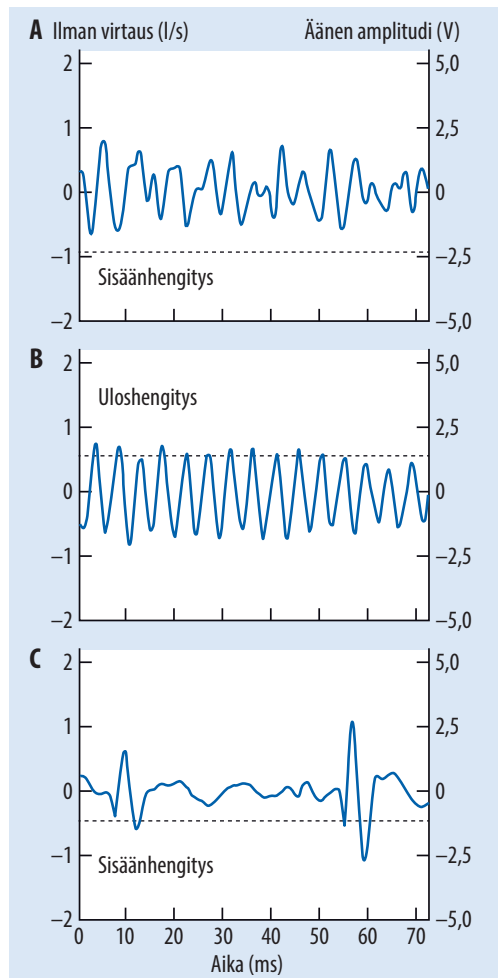 A Ilman virtaus (l/s) Äänen amplitudi (V)
2 5,0
1 2,5
0 0
–1 –2,5
Sisäänhengitys
–2 –5,0
B 2 5,0
Uloshengitys
1 2,5
0 0
–1 –2,5
–2 –5,0
C 2 5,0
1 2,5
0 0
–1 –2,5
Sisäänhengitys
–2 –5,0
0 10 20 30 40 50 60 70
Aika (ms)